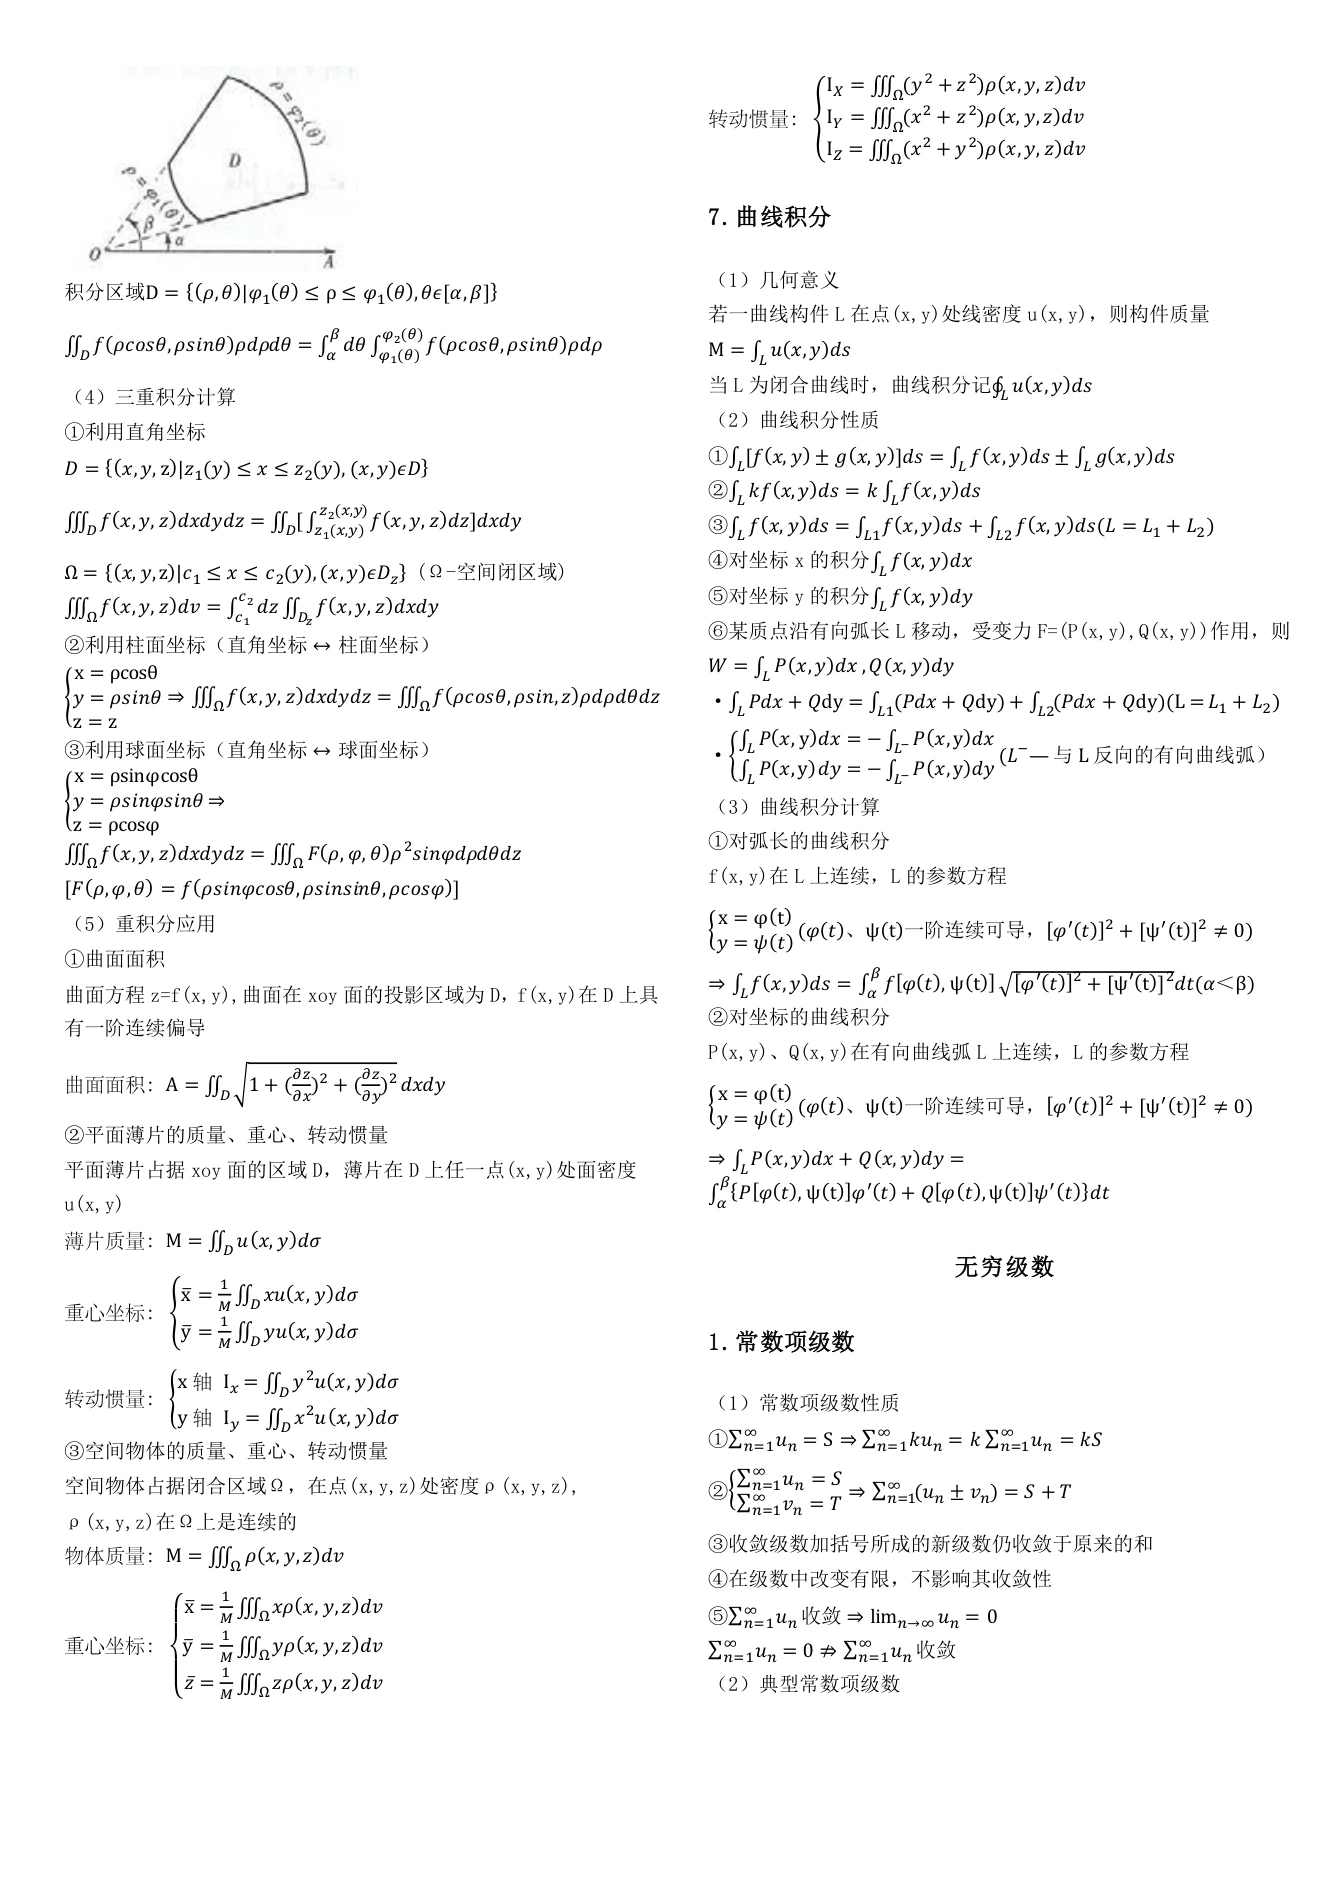 ρ=φ₂(θ)
D
ρ=φ₁(θ)
β
α
O
A
积分区域D = {(ρ,θ)|φ₁(θ) ≤ ρ ≤ φ₁(θ),θϵ[α,β]}
∬_D f(ρcosθ,ρsinθ)ρdρdθ = ∫_α^β dθ ∫_{φ₁(θ)}^{φ₂(θ)} f(ρcosθ,ρsinθ)ρdρ
（4）三重积分计算
①利用直角坐标
D = {(x,y,z)|z₁(y) ≤ x ≤ z₂(y),(x,y)ϵD}
∭_D f(x,y,z)dxdydz = ∬_D[∫_{z₁(x,y)}^{z₂(x,y)} f(x,y,z)dz]dxdy
Ω = {(x,y,z)|c₁ ≤ x ≤ c₂(y),(x,y)ϵD_z}（Ω-空间闭区域)
∭_Ω f(x,y,z)dv = ∫_{c₁}^{c₂} dz ∬_{D_z} f(x,y,z)dxdy
②利用柱面坐标（直角坐标 ↔ 柱面坐标）
{x = ρcosθ
y = ρsinθ ⇒ ∭_Ω f(x,y,z)dxdydz = ∭_Ω f(ρcosθ,ρsin,z)ρdρdθdz
z = z
③利用球面坐标（直角坐标 ↔ 球面坐标）
{x = ρsinφcosθ
y = ρsinφsinθ ⇒
z = ρcosφ
∭_Ω f(x,y,z)dxdydz = ∭_Ω F(ρ,φ,θ)ρ²sinφdρdθdz
[F(ρ,φ,θ) = f(ρsinφcosθ,ρsinsinθ,ρcosφ)]
（5）重积分应用
①曲面面积
曲面方程 z=f(x,y),曲面在 xoy 面的投影区域为 D，f(x,y)在 D 上具
有一阶连续偏导
曲面面积：A = ∬_D √(1 + (∂z/∂x)² + (∂z/∂y)²) dxdy
②平面薄片的质量、重心、转动惯量
平面薄片占据 xoy 面的区域 D，薄片在 D 上任一点(x,y)处面密度
u(x,y)
薄片质量：M = ∬_D u(x,y)dσ
重心坐标：{x̄ = 1/M ∬_D xu(x,y)dσ
ȳ = 1/M ∬_D yu(x,y)dσ
转动惯量：{x 轴 I_x = ∬_D y²u(x,y)dσ
y 轴 I_y = ∬_D x²u(x,y)dσ
③空间物体的质量、重心、转动惯量
空间物体占据闭合区域Ω，在点(x,y,z)处密度ρ(x,y,z),
ρ(x,y,z)在Ω上是连续的
物体质量：M = ∭_Ω ρ(x,y,z)dv
重心坐标：{x̄ = 1/M ∭_Ω xρ(x,y,z)dv
ȳ = 1/M ∭_Ω yρ(x,y,z)dv
z̄ = 1/M ∭_Ω zρ(x,y,z)dv
转动惯量：{I_X = ∭_Ω(y² + z²)ρ(x,y,z)dv
I_Y = ∭_Ω(x² + z²)ρ(x,y,z)dv
I_Z = ∭_Ω(x² + y²)ρ(x,y,z)dv
7.曲线积分
（1）几何意义
若一曲线构件 L 在点(x,y)处线密度 u(x,y)，则构件质量
M = ∫_L u(x,y)ds
当 L 为闭合曲线时，曲线积分记∮_L u(x,y)ds
（2）曲线积分性质
①∫_L[f(x,y) ± g(x,y)]ds = ∫_L f(x,y)ds ± ∫_L g(x,y)ds
②∫_L kf(x,y)ds = k ∫_L f(x,y)ds
③∫_L f(x,y)ds = ∫_{L1} f(x,y)ds + ∫_{L2} f(x,y)ds(L = L₁ + L₂)
④对坐标 x 的积分∫_L f(x,y)dx
⑤对坐标 y 的积分∫_L f(x,y)dy
⑥某质点沿有向弧长 L 移动，受变力 F=(P(x,y),Q(x,y))作用，则
W = ∫_L P(x,y)dx ,Q(x,y)dy
•∫_L Pdx + Qdy = ∫_{L1}(Pdx + Qdy) + ∫_{L2}(Pdx + Qdy)(L = L₁ + L₂)
•{∫_L P(x,y)dx = − ∫_{L⁻} P(x,y)dx
∫_L P(x,y)dy = − ∫_{L⁻} P(x,y)dy (L⁻— 与 L 反向的有向曲线弧）
（3）曲线积分计算
①对弧长的曲线积分
f(x,y)在 L 上连续，L 的参数方程
{x = φ(t)
y = ψ(t) (φ(t)、ψ(t)一阶连续可导，[φ′(t)]² + [ψ′(t)]² ≠ 0)
⇒ ∫_L f(x,y)ds = ∫_α^β f[φ(t),ψ(t)] √([φ′(t)]² + [ψ′(t)]²)dt(α＜β)
②对坐标的曲线积分
P(x,y)、Q(x,y)在有向曲线弧 L 上连续，L 的参数方程
{x = φ(t)
y = ψ(t) (φ(t)、ψ(t)一阶连续可导，[φ′(t)]² + [ψ′(t)]² ≠ 0)
⇒ ∫_L P(x,y)dx + Q(x,y)dy =
∫_α^β{P[φ(t),ψ(t)]φ′(t) + Q[φ(t),ψ(t)]ψ′(t)}dt
无穷级数
1.常数项级数
（1）常数项级数性质
①∑_{n=1}^∞ u_n = S ⇒ ∑_{n=1}^∞ ku_n = k ∑_{n=1}^∞ u_n = kS
②{∑_{n=1}^∞ u_n = S
∑_{n=1}^∞ v_n = T ⇒ ∑_{n=1}^∞(u_n ± v_n) = S + T
③收敛级数加括号所成的新级数仍收敛于原来的和
④在级数中改变有限，不影响其收敛性
⑤∑_{n=1}^∞ u_n 收敛 ⇒ lim_{n→∞} u_n = 0
∑_{n=1}^∞ u_n = 0 ⇏ ∑_{n=1}^∞ u_n 收敛
（2）典型常数项级数